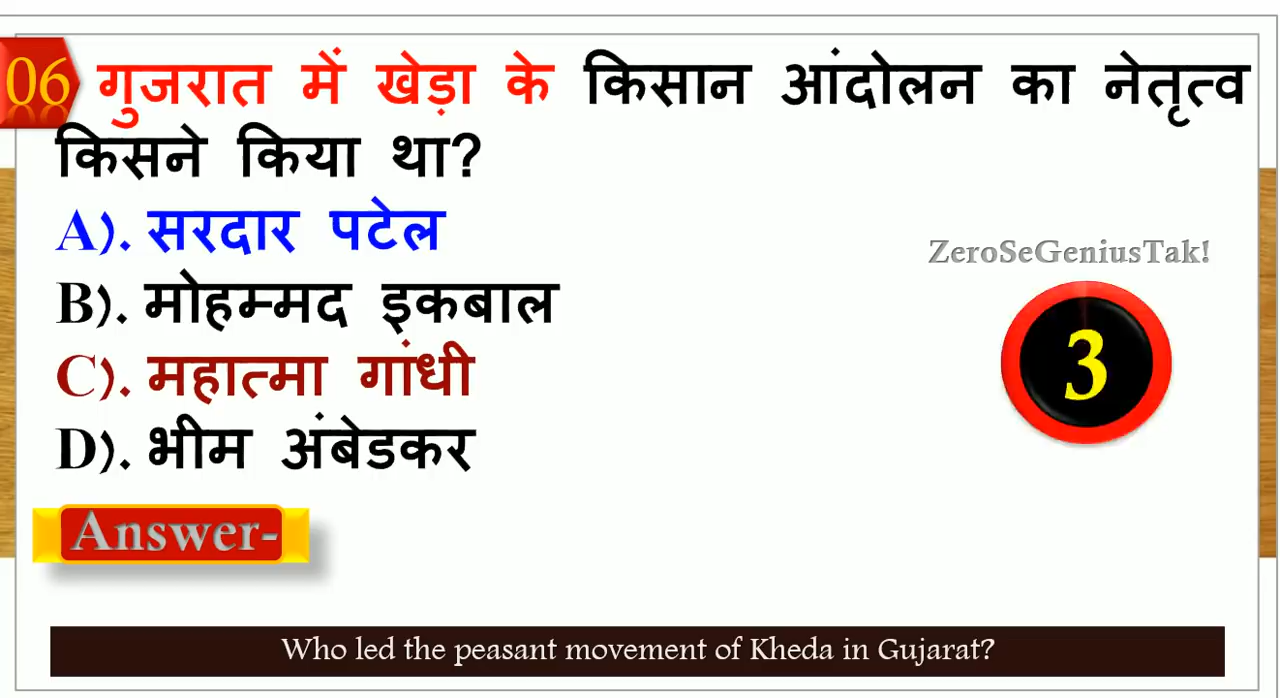 06 गुजरात में खेड़ा के किसान आंदोलन का नेतृत्व
किसने किया था?
A). सरदार पटेल
B). मोहम्मद इकबाल
C). महात्मा गांधी
D). भीम अंबेडकर
ZeroSeGeniusTak!
3
Answer-
Who led the peasant movement of Kheda in Gujarat?